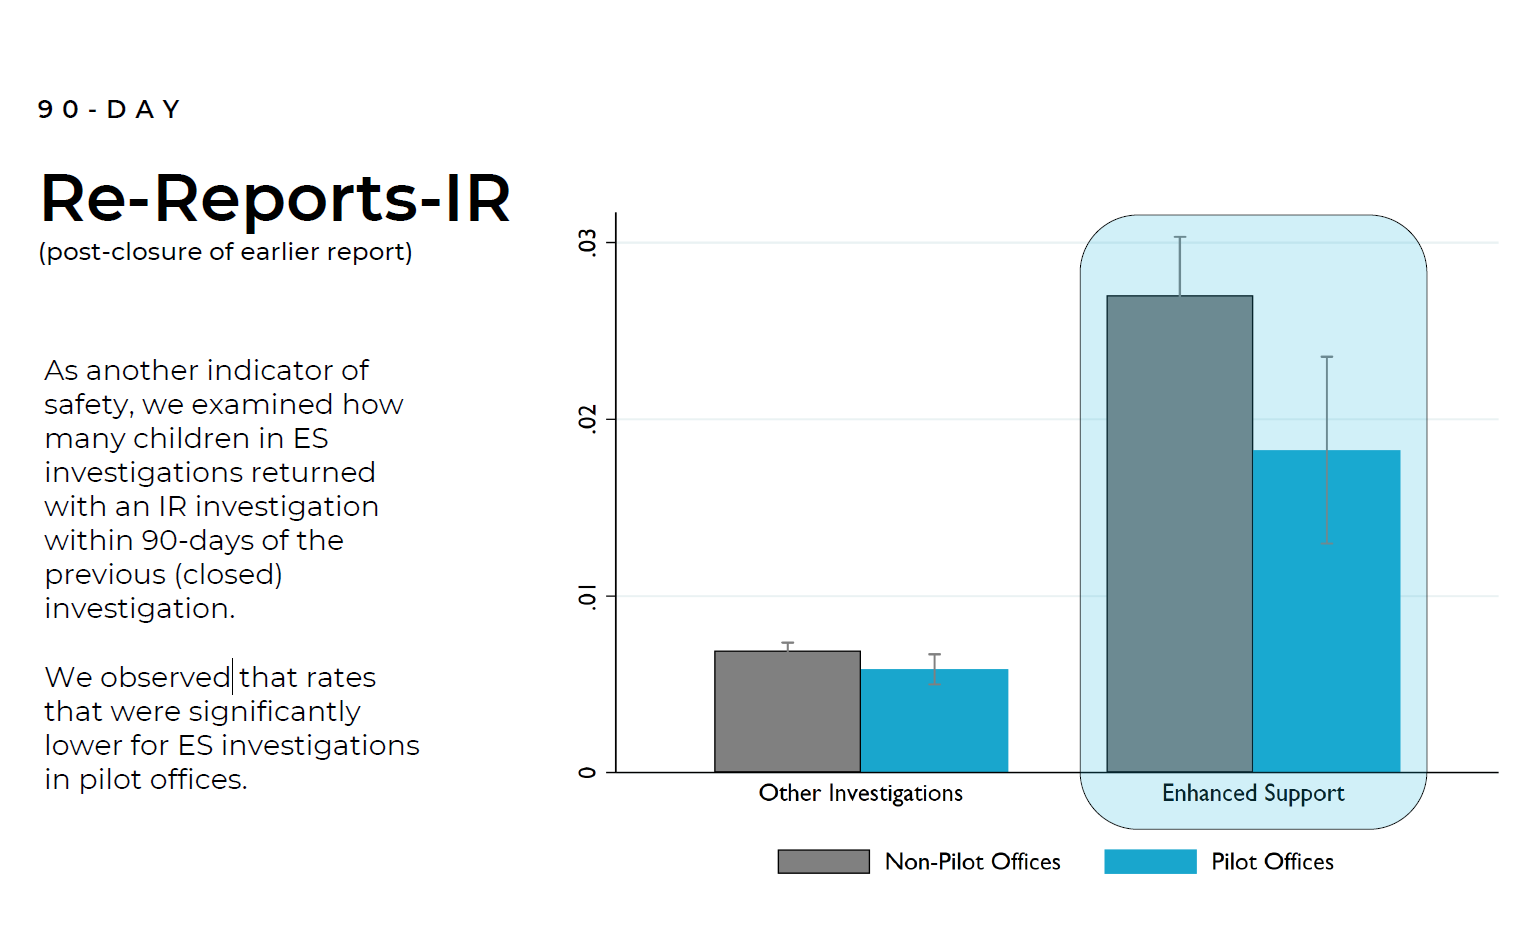 90-DAY
Re-Reports-IR
(post-closure of earlier report)
As another indicator of
safety, we examined how
many children in ES
investigations returned
with an IR investigation
within 90-days of the
previous (closed)
investigation.
We observed that rates
that were significantly
lower for ES investigations
in pilot offices.
.03
.02
.01
0
Other Investigations
Enhanced Support
Non-Pilot Offices
Pilot Offices